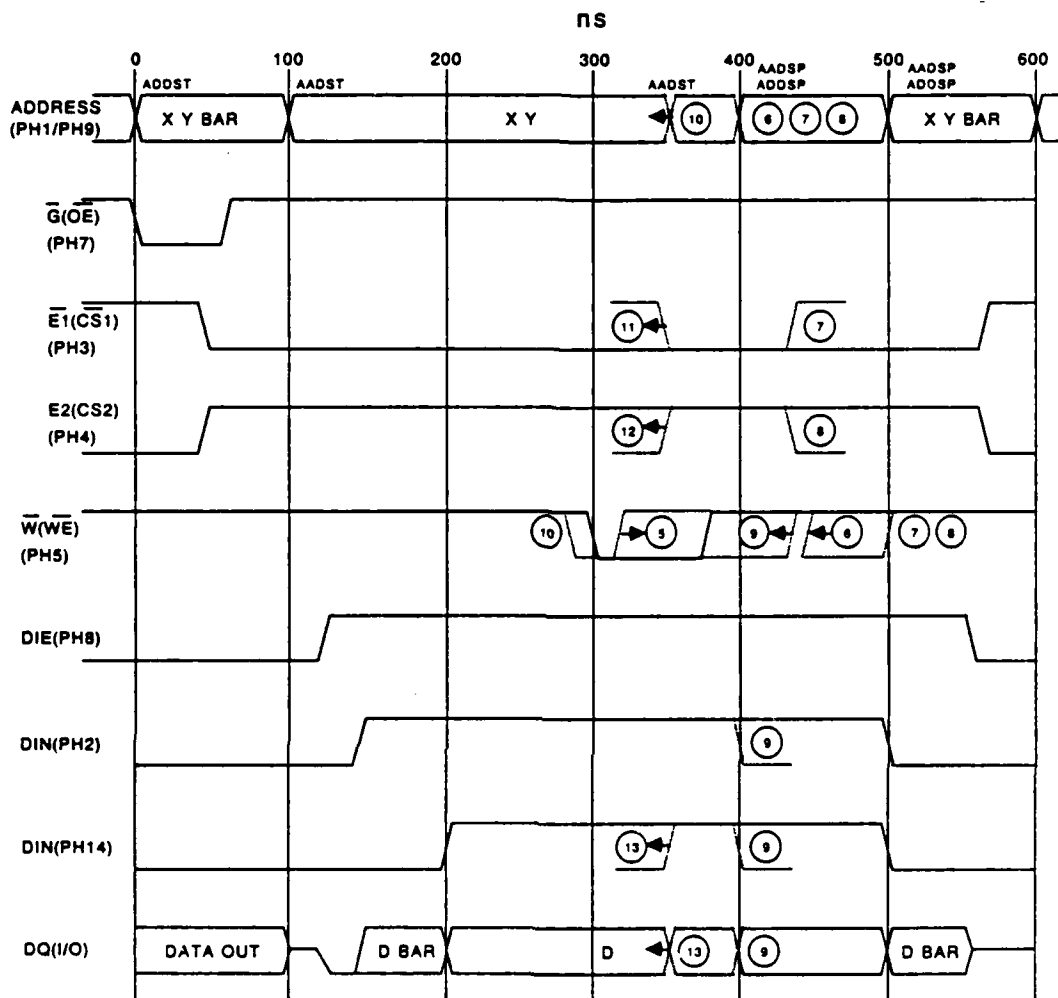 ns
0 100 200 300 400 500 600
ADDST AADST AADST AADSP ADDSP AADSP ADDSP
ADDRESS (PH1/PH9) X Y BAR X Y 10 6 7 8 X Y BAR
G(OE) (PH7)
E1(CS1) (PH3) 11 7
E2(CS2) (PH4) 12 8
W(WE) (PH5) 10 5 9 6 7 8
DIE(PH8)
DIN(PH2) 9
DIN(PH14) 13 9
DQ(I/O) DATA OUT D BAR D 13 9 D BAR